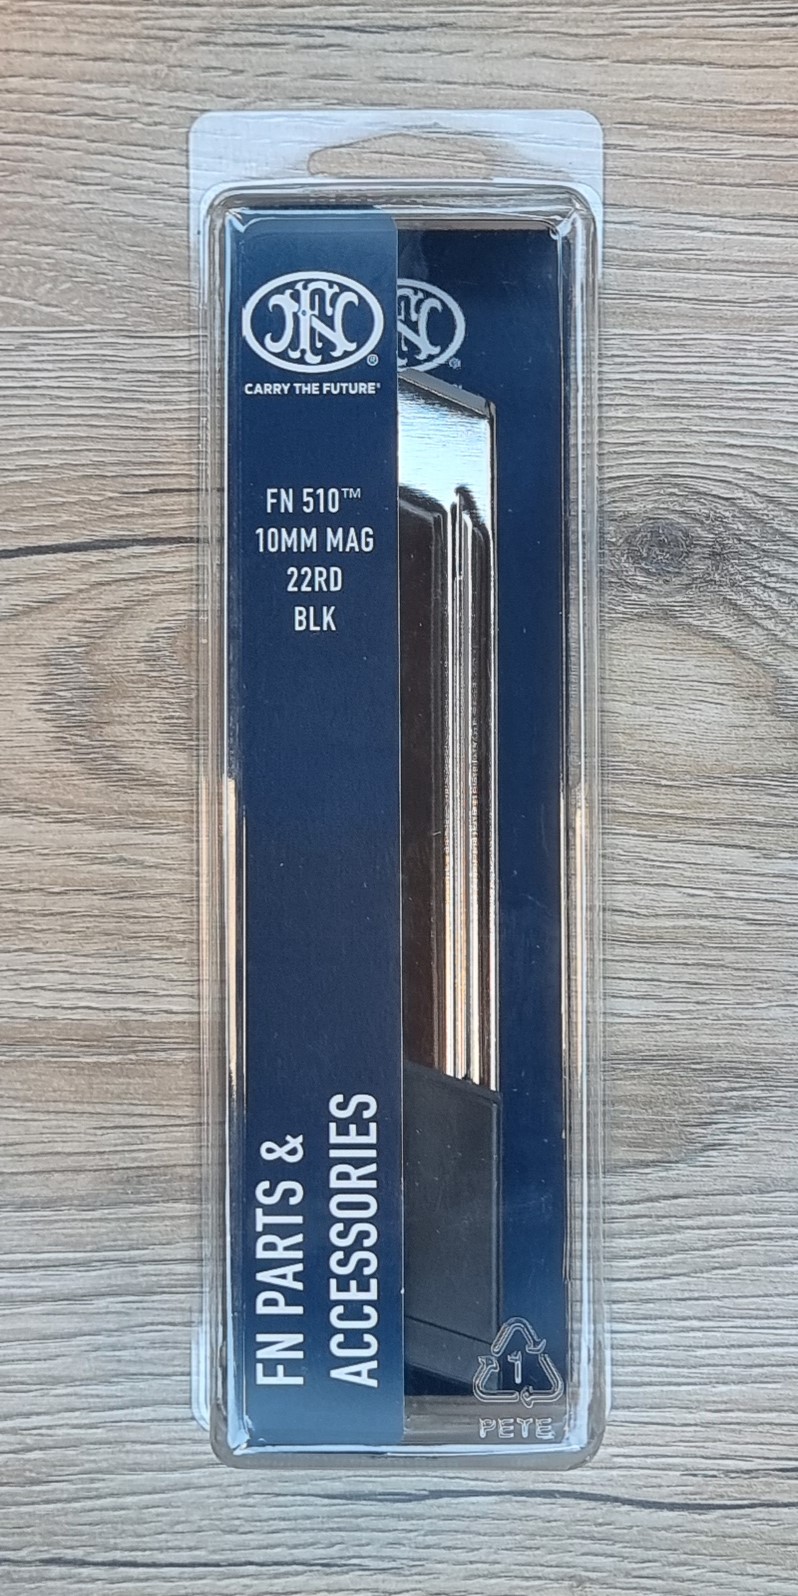 FN
®
CARRY THE FUTURE®
FN 510™
10MM MAG
22RD
BLK
FN PARTS &
ACCESSORIES
1
PETE